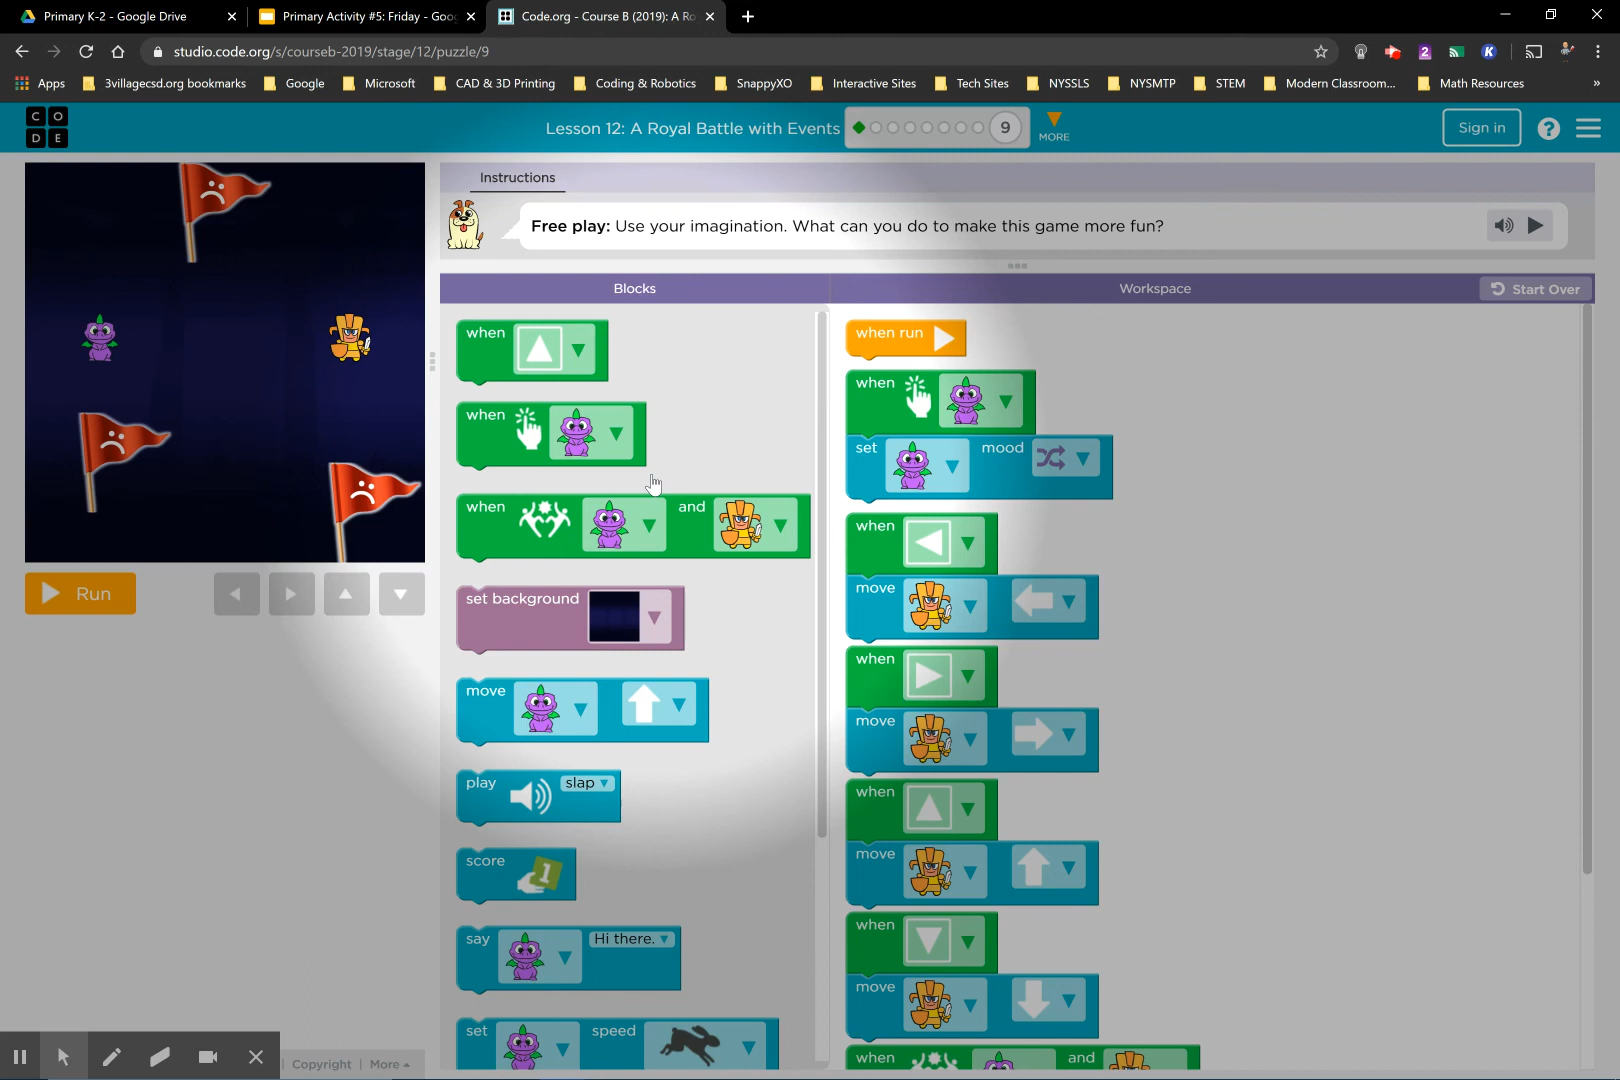 Primary K-2 - Google Drive
Primary Activity #5: Friday - Goo
Code.org - Course B (2019): A Ro
studio.code.org/s/courseb-2019/stage/12/puzzle/9
2
K
Apps
3villagecsd.org bookmarks
Google
Microsoft
CAD & 3D Printing
Coding & Robotics
SnappyXO
Interactive Sites
Tech Sites
NYSSLS
NYSMTP
STEM
Modern Classroom...
Math Resources
»
C O
D E
Lesson 12: A Royal Battle with Events
9
MORE
Sign in
?
Instructions
Free play: Use your imagination. What can you do to make this game more fun?
Blocks
Workspace
Start Over
Run
when
when
when and
set background
move
play slap
score 1
say Hi there.
set speed
when run
when
set mood
when
move
when
move
when
move
when
move
when and
| Copyright | More